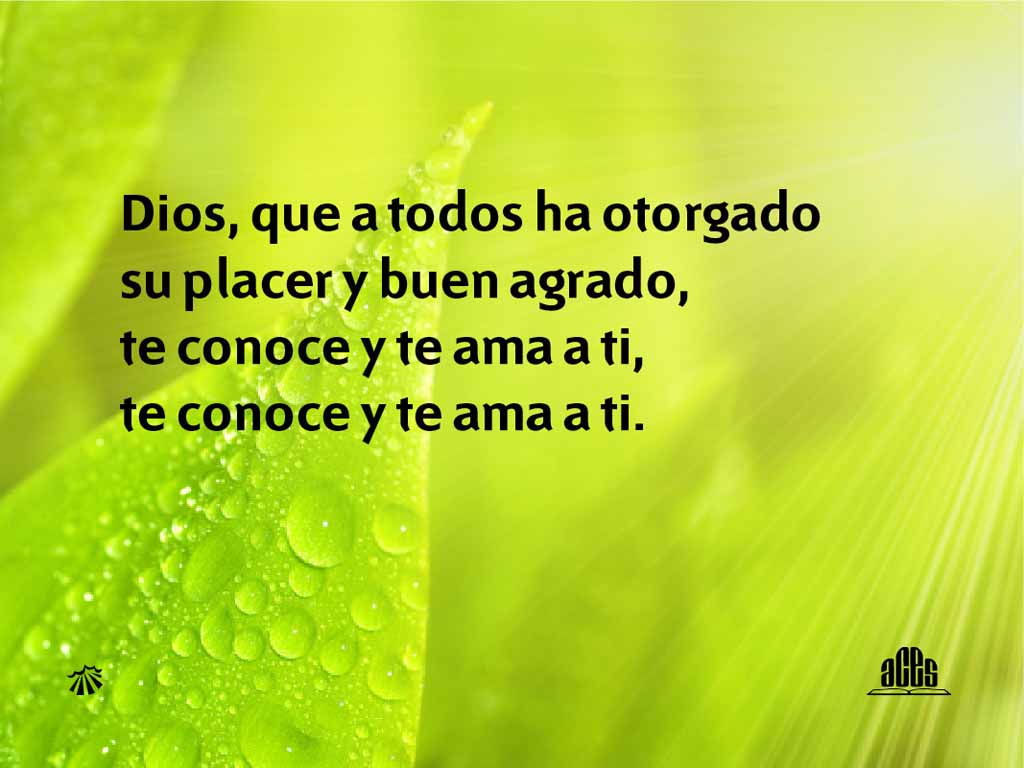 Dios, que a todos ha otorgado
su placer y buen agrado,
te conoce y te ama a ti,
te conoce y te ama a ti.
aces